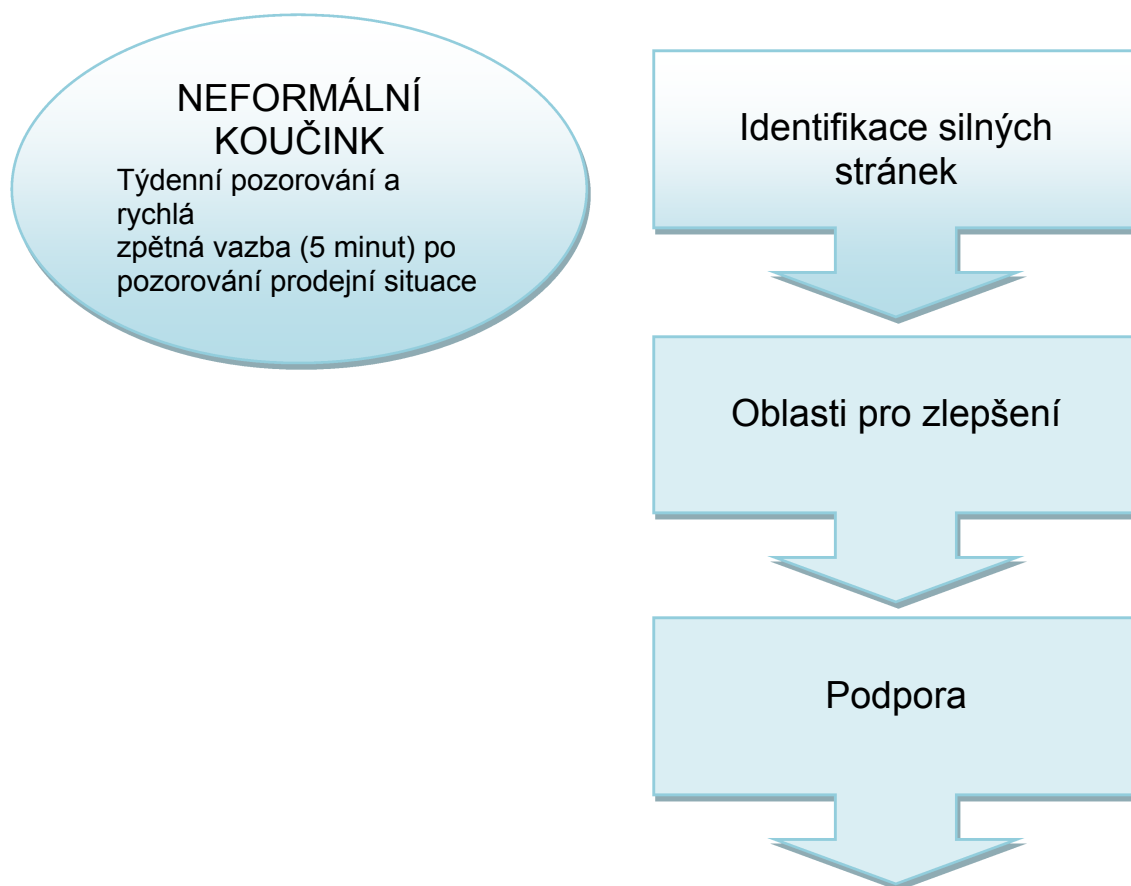 NEFORMÁLNÍ
KOUČINK
Týdenní pozorování a
rychlá
zpětná vazba (5 minut) po
pozorování prodejní situace
Identifikace silných
stránek
Oblasti pro zlepšení
Podpora